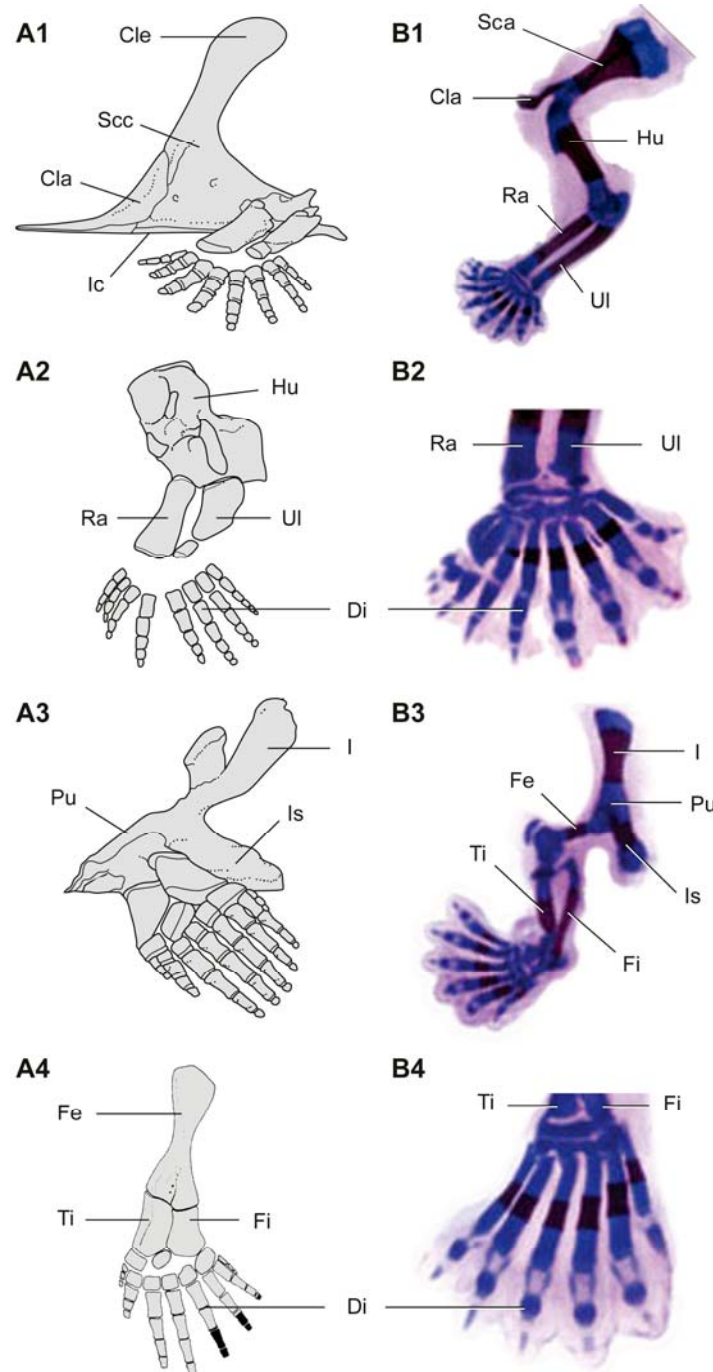 A1
Cle
Scc
Cla
Ic
B1
Sca
Cla
Hu
Ra
Ul
A2
Hu
Ra
Ul
Di
B2
Ra
Ul
A3
I
Pu
Is
B3
I
Fe
Pu
Ti
Is
Fi
A4
Fe
Ti
Fi
Di
B4
Ti
Fi